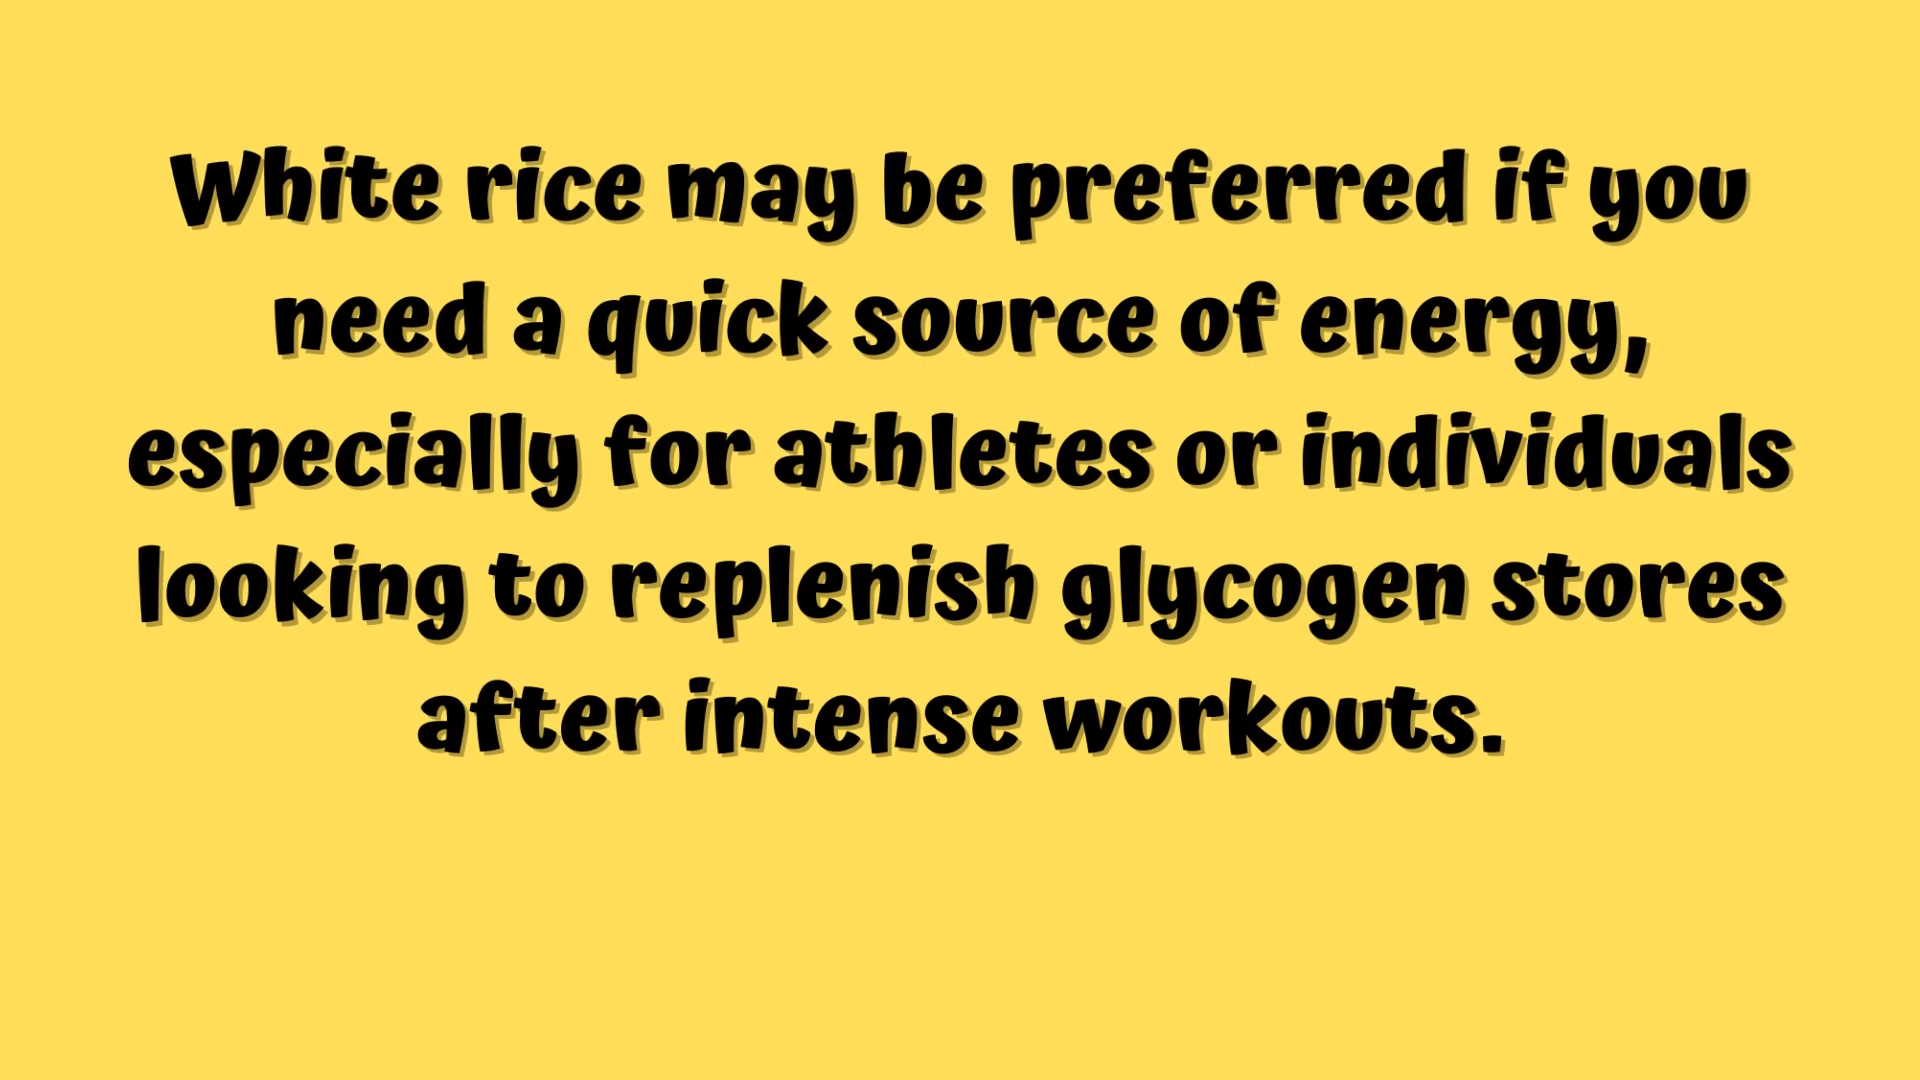 White rice may be preferred if you
need a quick source of energy,
especially for athletes or individuals
looking to replenish glycogen stores
after intense workouts.